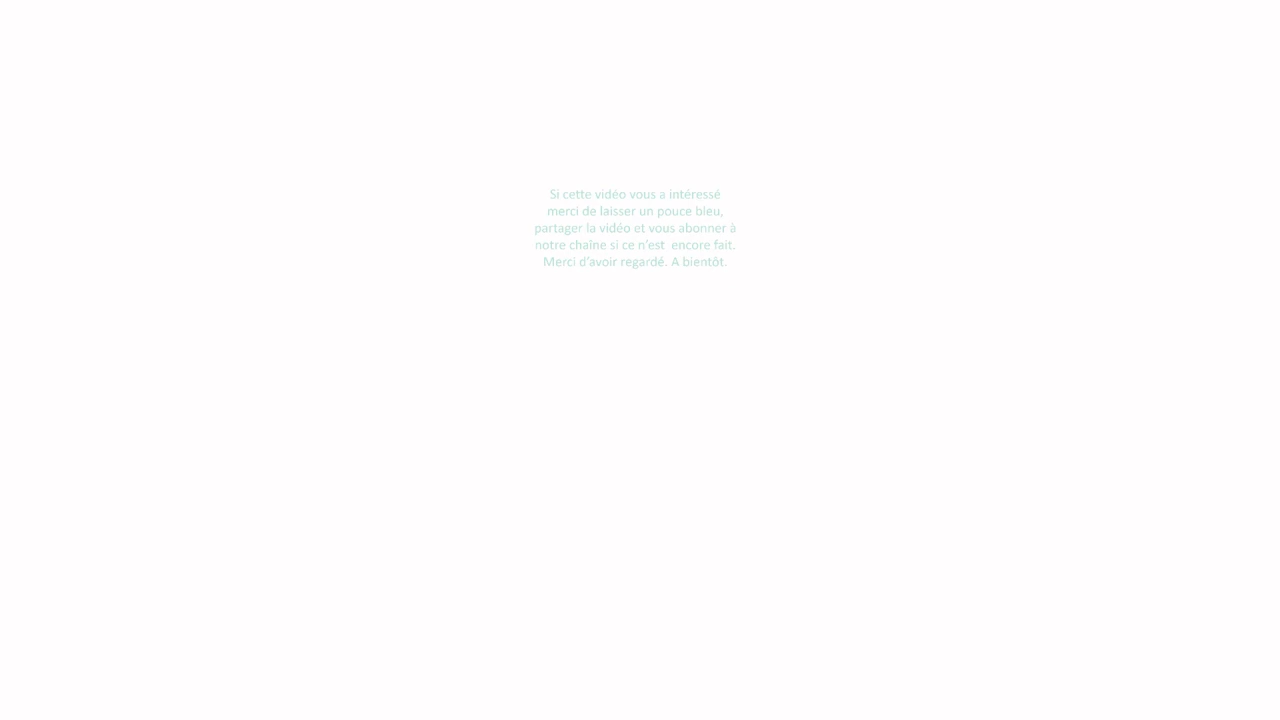 Si cette vidéo vous a intéressé
merci de laisser un pouce bleu,
partager la vidéo et vous abonner à
notre chaîne si ce n'est  encore fait.
Merci d'avoir regardé. A bientôt.